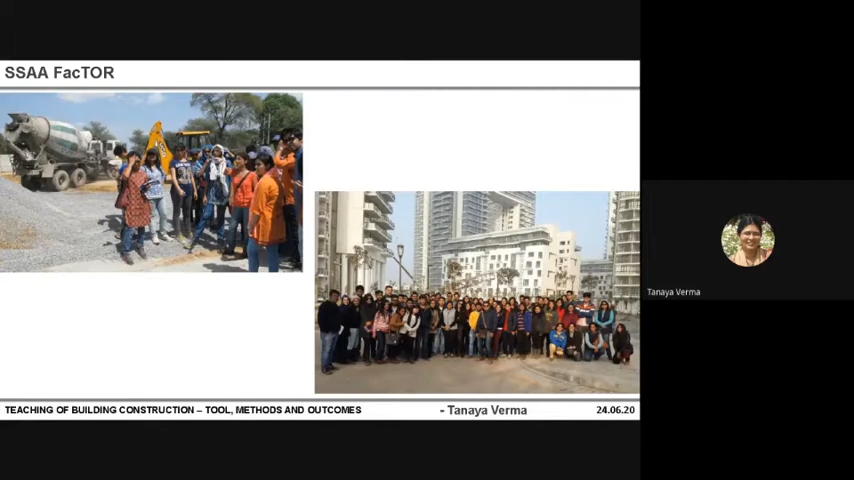 SSAA FacTOR
Tanaya Verma
TEACHING OF BUILDING CONSTRUCTION – TOOL, METHODS AND OUTCOMES
- Tanaya Verma
24.06.20